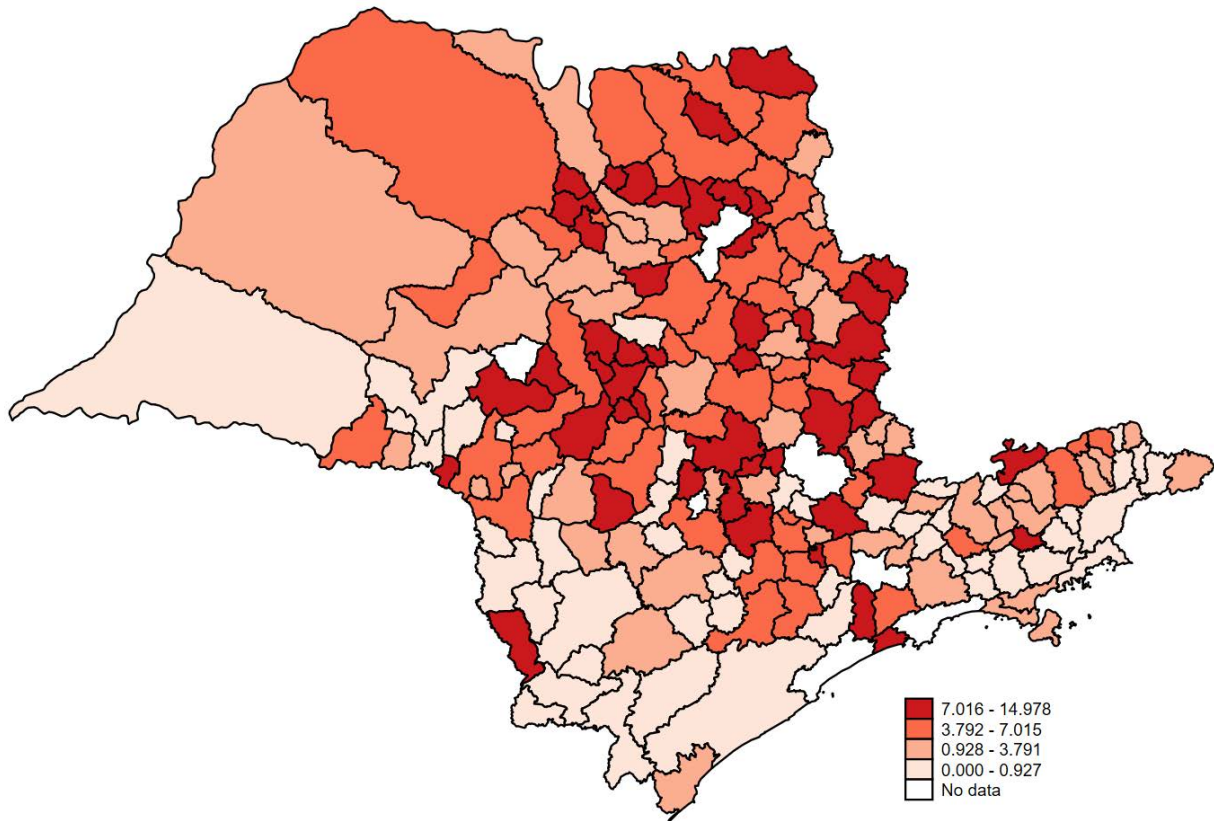 7.016 - 14.978
3.792 - 7.015
0.928 - 3.791
0.000 - 0.927
No data